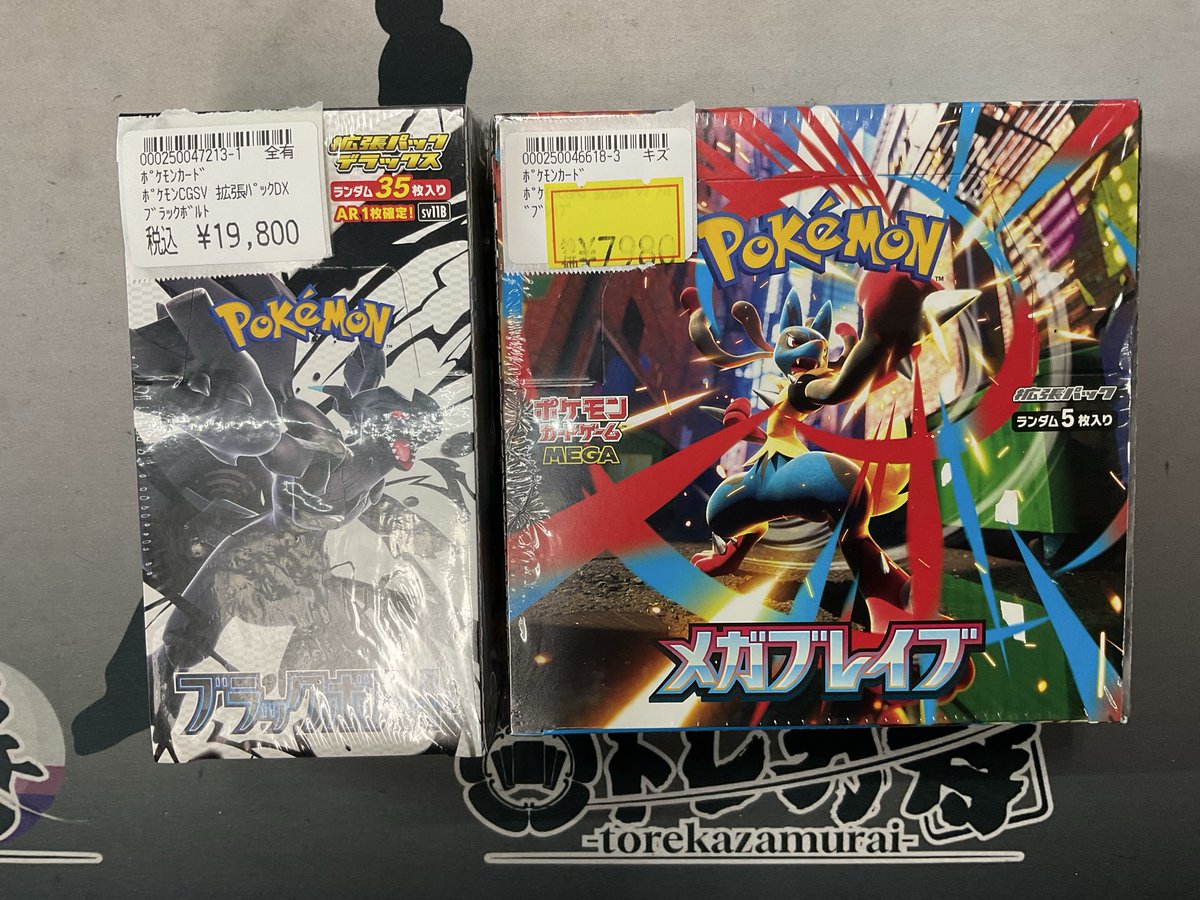 000250047213-1 全有
ポケモンカード
ポケモンCGSV 拡張パックDX
ブラックボルト
税込 ¥19,800
拡張パック
デラックス
ランダム35枚入り
AR1枚確定! sv11B
POKéMON
000250046618-3 キズ
ポケモンカード
¥7980
POKéMON
ポケモン
カードゲーム
MEGA
拡張パック
ランダム5枚入り
メガブレイブ
トレカ侍
-torekazamurai-